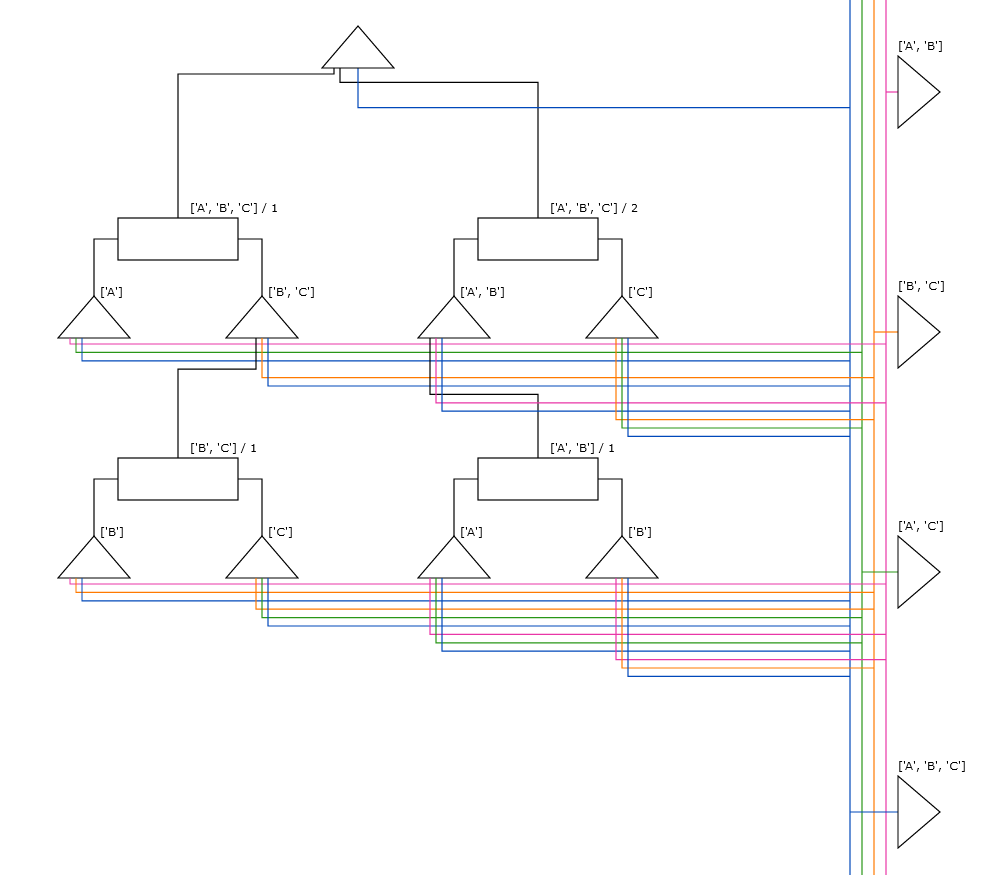 ['A', 'B']
['A', 'B', 'C'] / 1
['A', 'B', 'C'] / 2
['B', 'C']
['A']
['B', 'C']
['A', 'B']
['C']
['B', 'C'] / 1
['A', 'B'] / 1
['A', 'C']
['B']
['C']
['A']
['B']
['A', 'B', 'C']